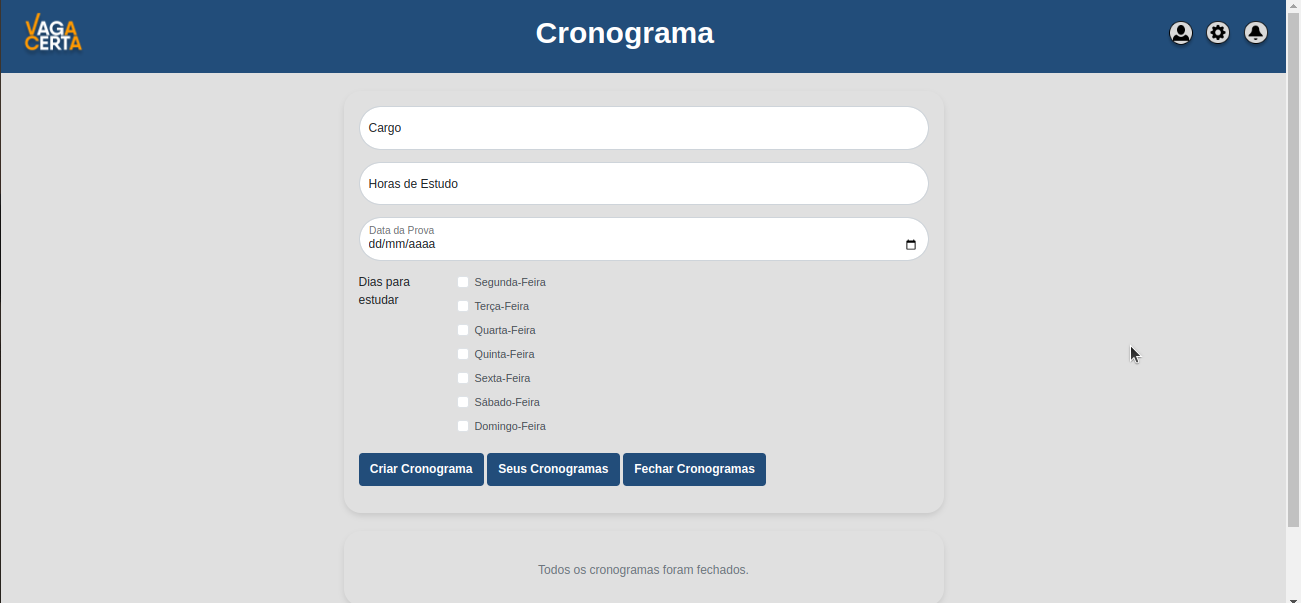 VAGA
CERTA
Cronograma
Cargo
Horas de Estudo
Data da Prova
dd/mm/aaaa
Dias para
estudar
Segunda-Feira
Terça-Feira
Quarta-Feira
Quinta-Feira
Sexta-Feira
Sábado-Feira
Domingo-Feira
Criar Cronograma Seus Cronogramas Fechar Cronogramas
Todos os cronogramas foram fechados.